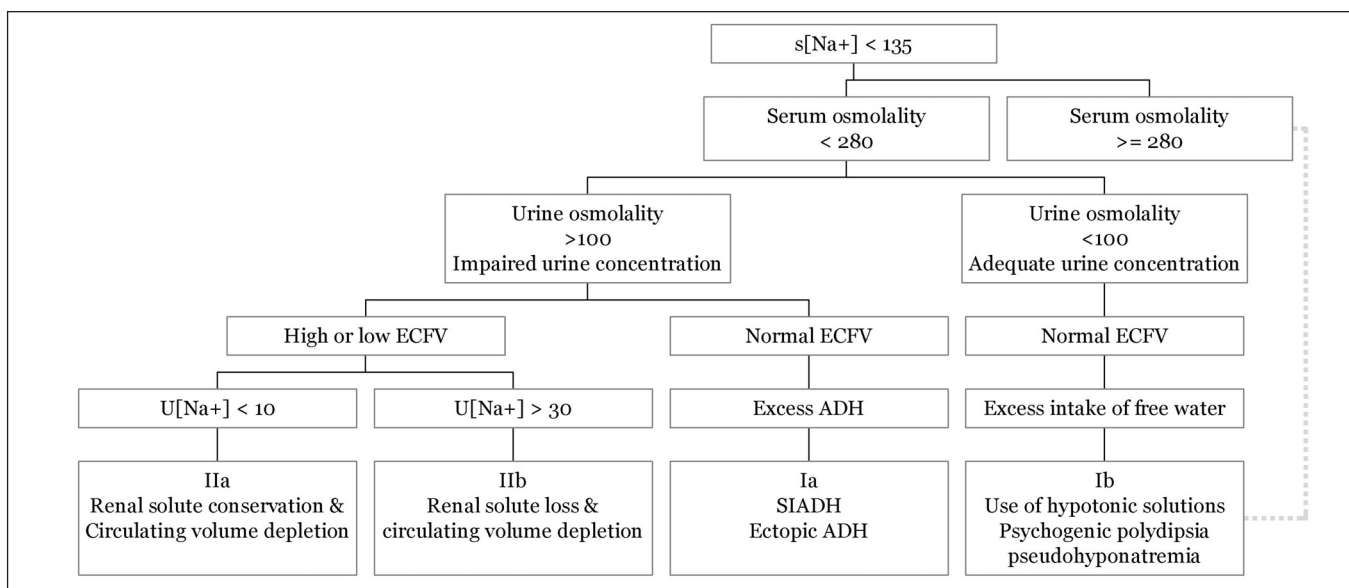 s[Na+] < 135
Serum osmolality
< 280
Serum osmolality
>= 280
Urine osmolality
>100
Impaired urine concentration
Urine osmolality
<100
Adequate urine concentration
High or low ECFV
Normal ECFV
Normal ECFV
U[Na+] < 10
U[Na+] > 30
Excess ADH
Excess intake of free water
IIa
Renal solute conservation &
Circulating volume depletion
IIb
Renal solute loss &
circulating volume depletion
Ia
SIADH
Ectopic ADH
Ib
Use of hypotonic solutions
Psychogenic polydipsia
pseudohyponatremia